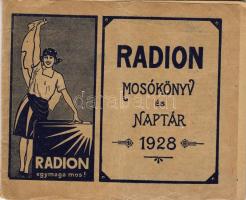 RADION
MOSÓKÖNYV
ÉS
NAPTÁR
1928
RADION
egymaga mos!